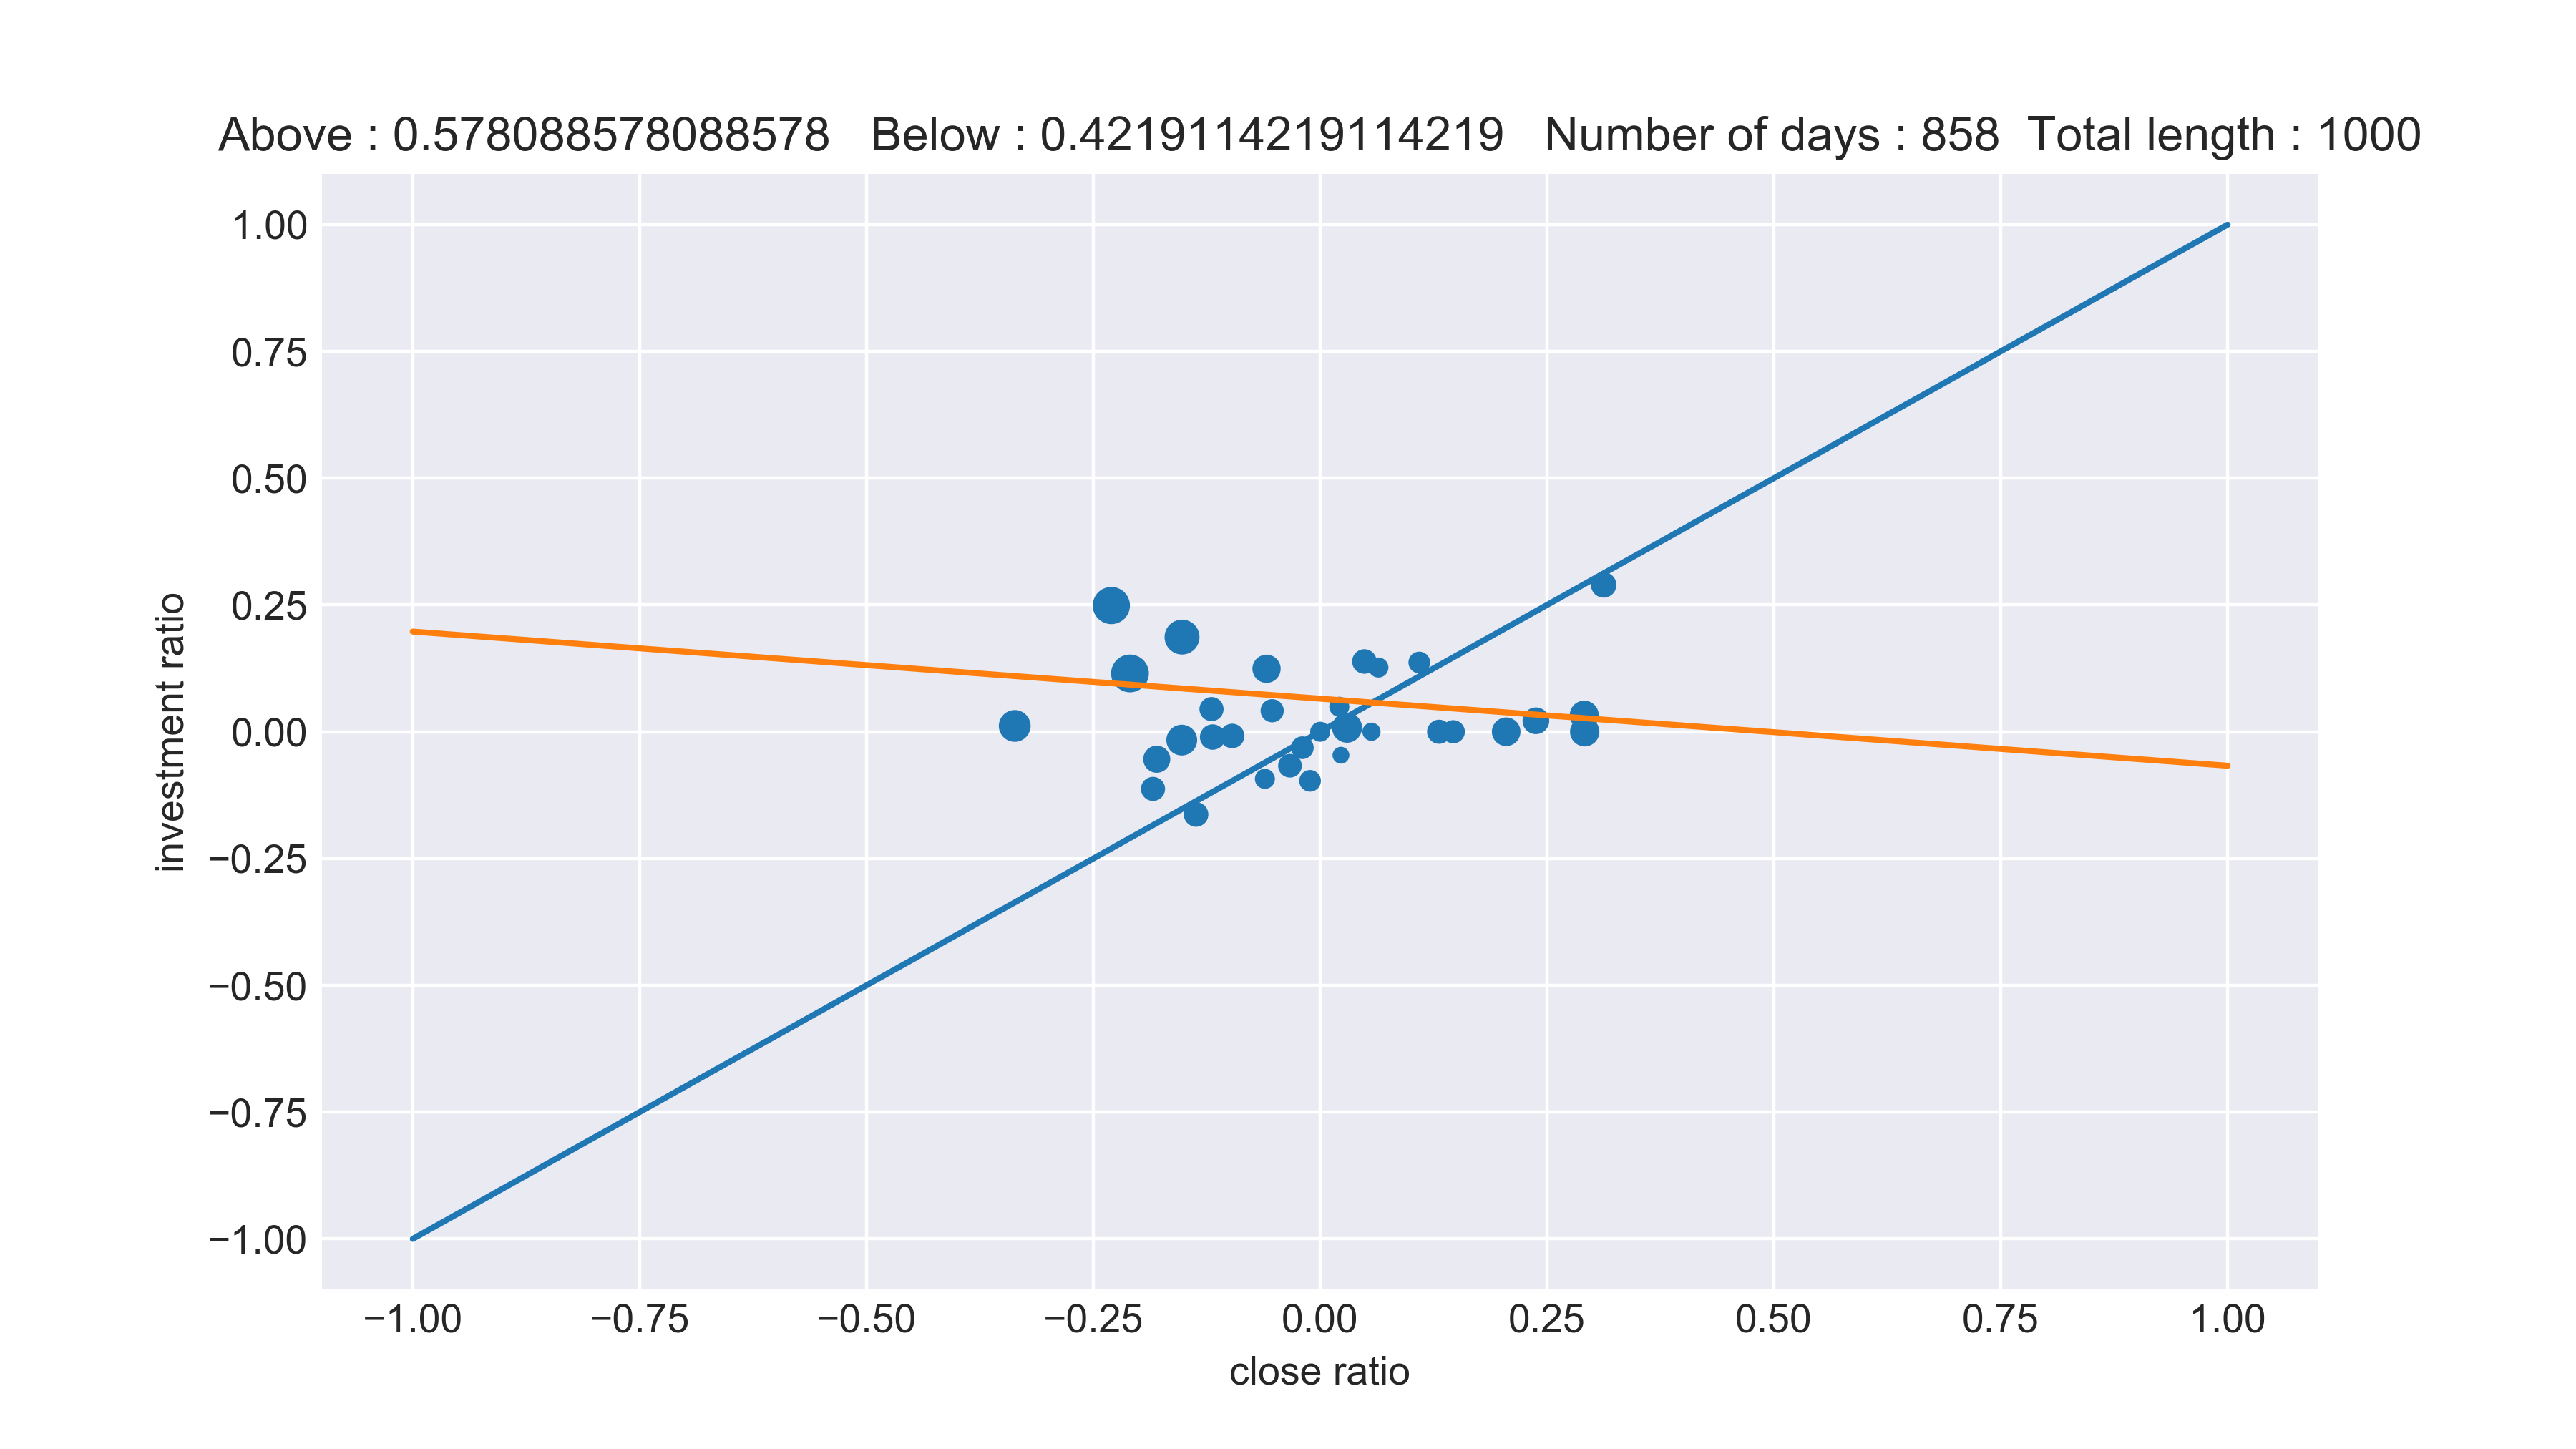 Above : 0.578088578088578   Below : 0.4219114219114219   Number of days : 858  Total length : 1000
1.00
0.75
0.50
0.25
0.00
−0.25
−0.50
−0.75
−1.00
investment ratio
−1.00 −0.75 −0.50 −0.25 0.00 0.25 0.50 0.75 1.00
close ratio